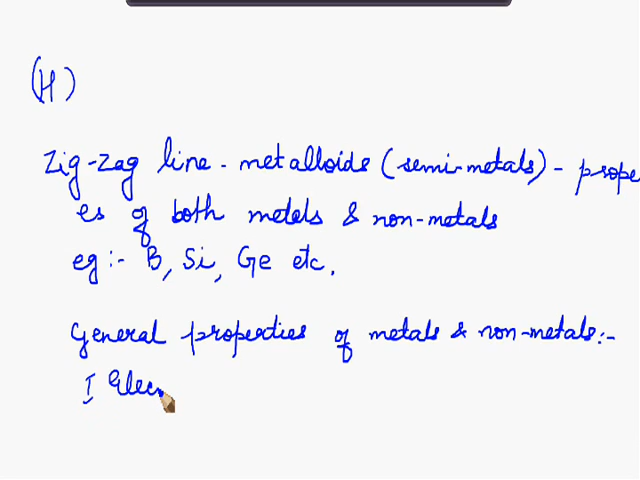 (H)
Zig-Zag line - metalloids (semi-metals) - prope
es of both metals & non-metals
eg :- B, Si, Ge etc.
General properties of metals & non-metals:-
I Elec